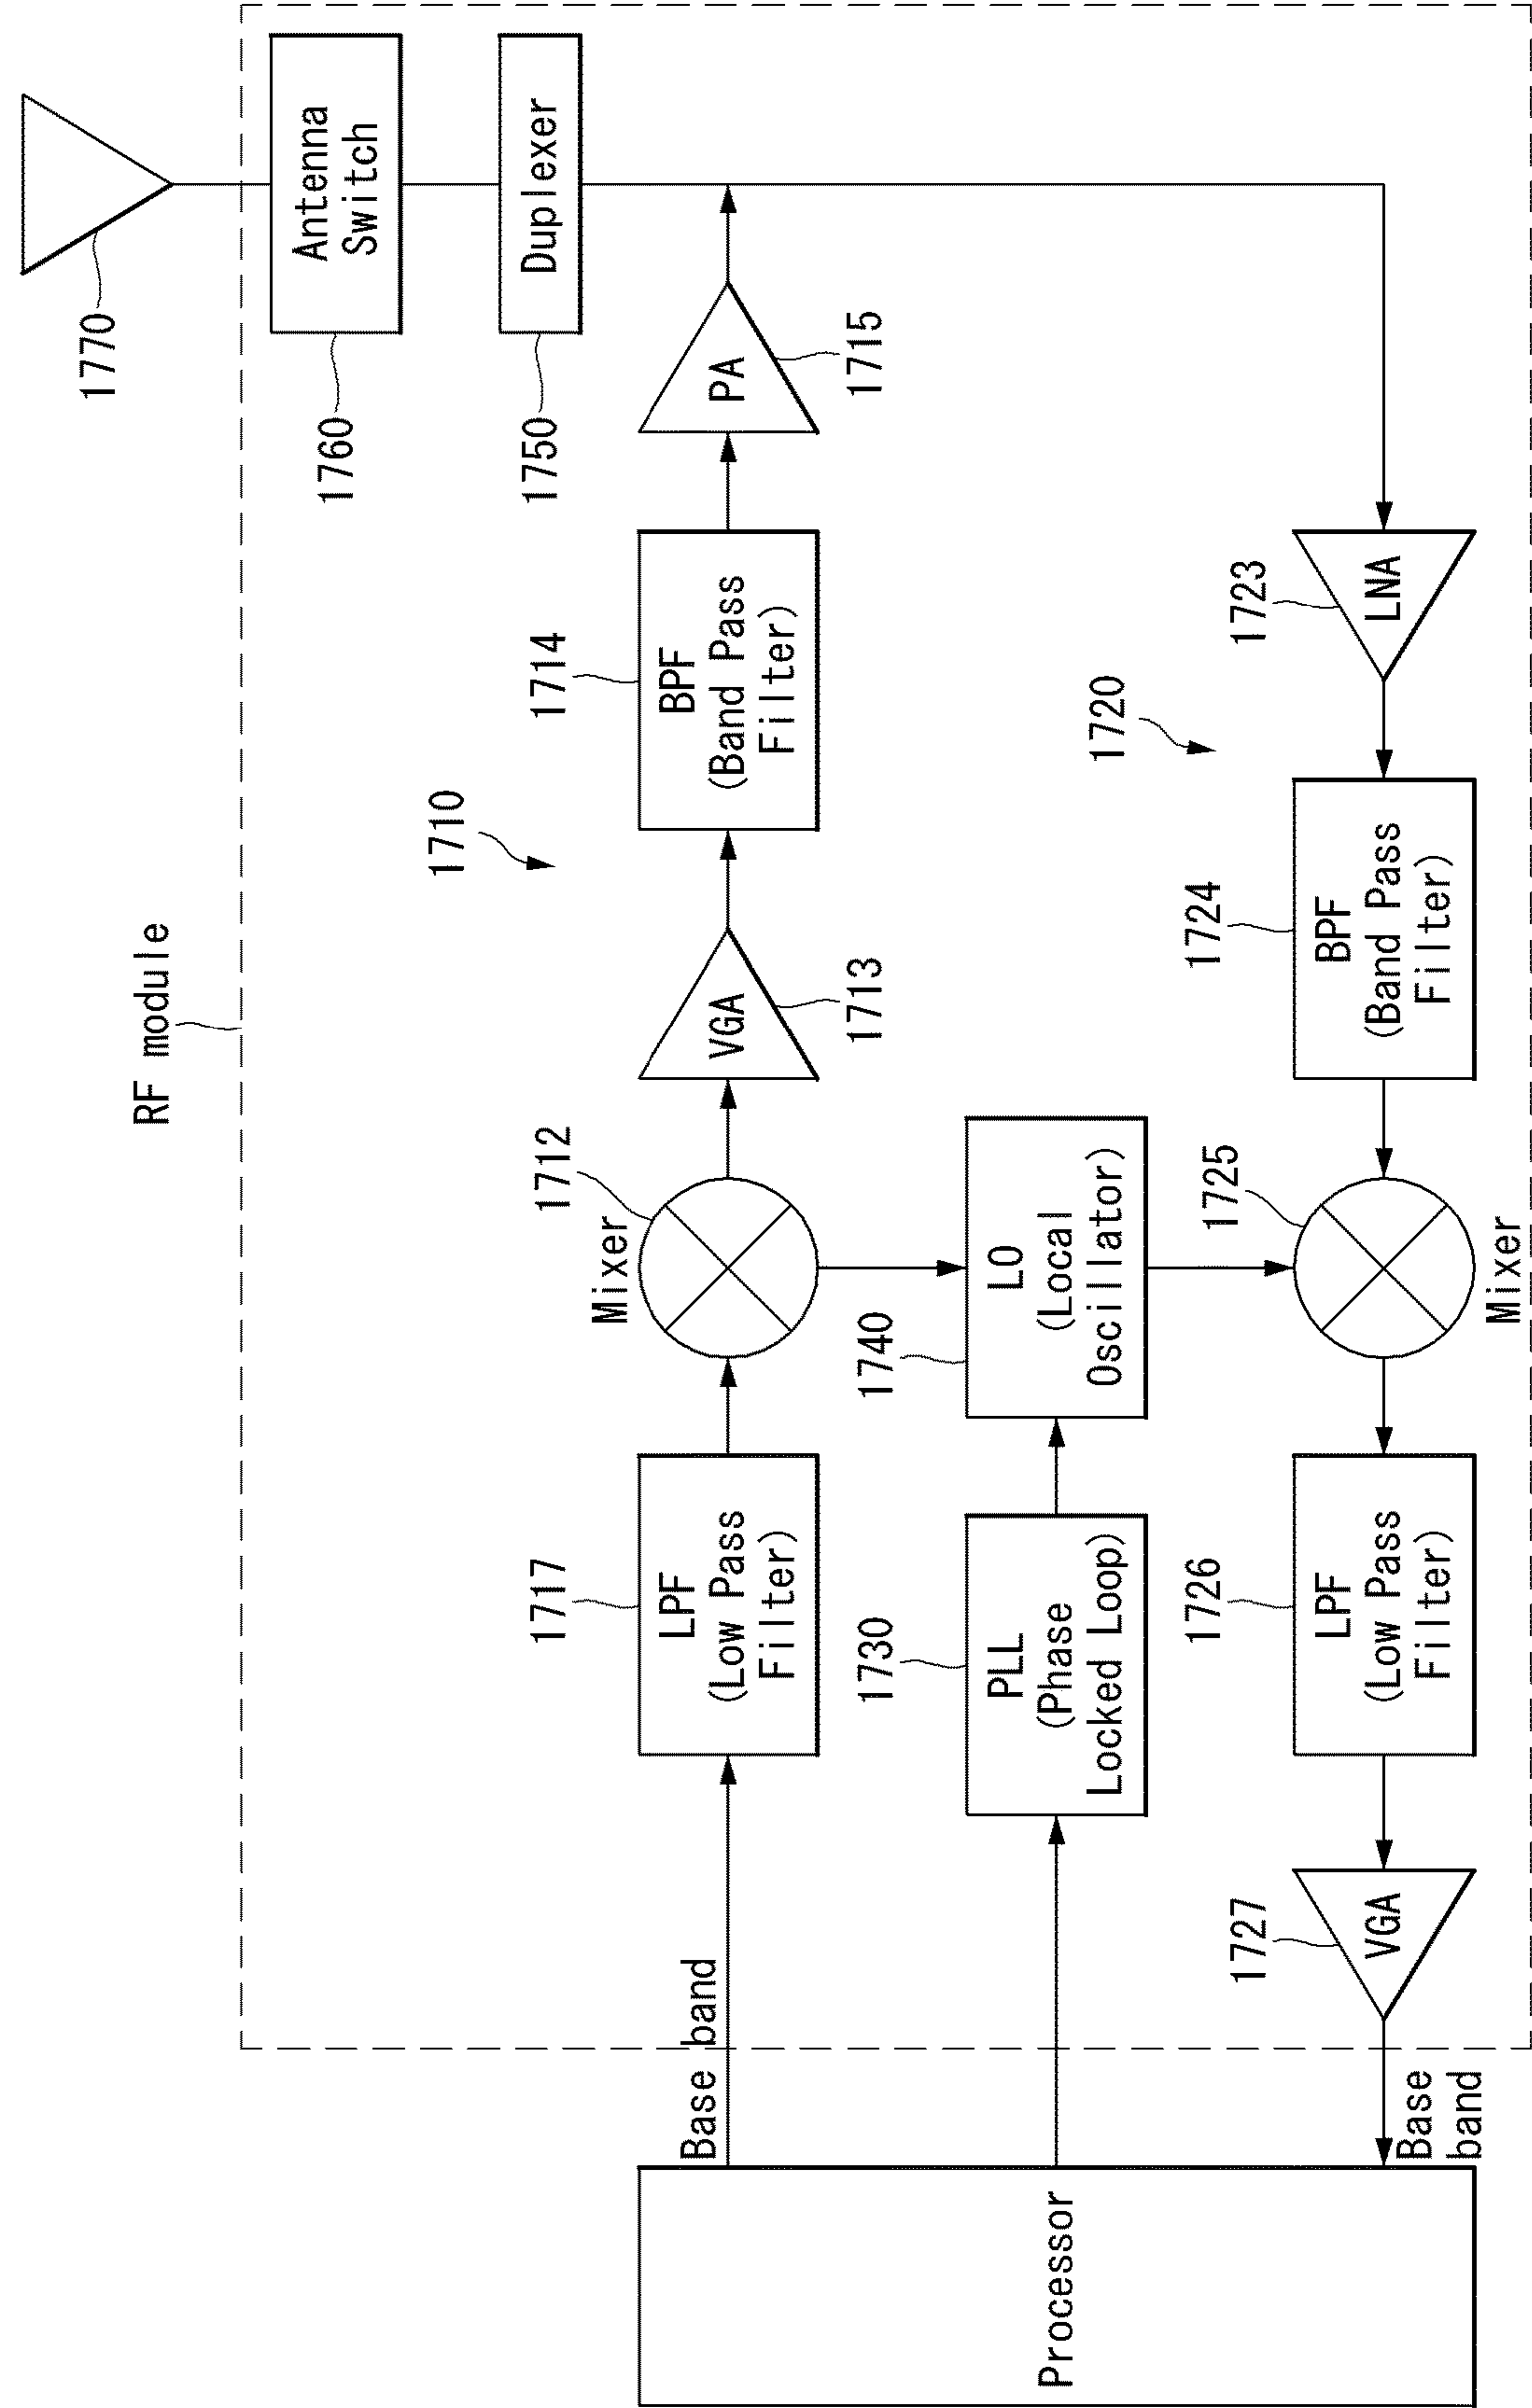 RF module
1770
Antenna
Switch
1760
Duplexer
1750
1710
Base band
LPF
(Low Pass
Filter)
1717
Mixer
1712
VGA
1713
BPF
(Band Pass
Filter)
1714
PA
1715
Processor
PLL
(Phase
Locked Loop)
1730
LO
(Local
Oscillator)
1740
1720
LNA
1723
BPF
(Band Pass
Filter)
1724
1725
Mixer
LPF
(Low Pass
Filter)
1726
VGA
1727
Base
band